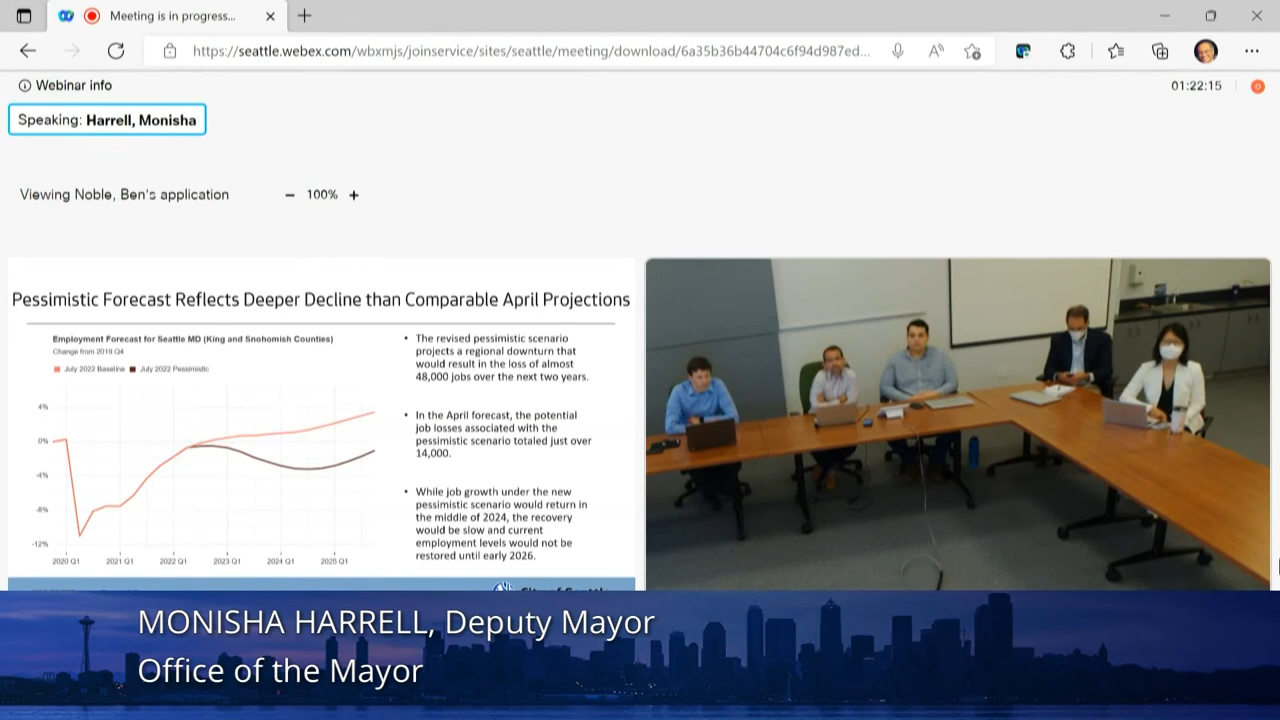 Meeting is in progress...
https://seattle.webex.com/wbxmjs/joinservice/sites/seattle/meeting/download/6a35b36b44704c6f94d987ed...
Webinar info
01:22:15
Speaking: Harrell, Monisha
Viewing Noble, Ben's application
− 100% +
Pessimistic Forecast Reflects Deeper Decline than Comparable April Projections
Employment Forecast for Seattle MD (King and Snohomish Counties)
Change from 2019 Q4
July 2022 Baseline July 2022 Pessimistic
4%
0%
-4%
-8%
-12%
2020 Q1 2021 Q1 2022 Q1 2023 Q1 2024 Q1 2025 Q1
• The revised pessimistic scenario
projects a regional downturn that
would result in the loss of almost
48,000 jobs over the next two years.
• In the April forecast, the potential
job losses associated with the
pessimistic scenario totaled just over
14,000.
• While job growth under the new
pessimistic scenario would return in
the middle of 2024, the recovery
would be slow and current
employment levels would not be
restored until early 2026.
MONISHA HARRELL, Deputy Mayor
Office of the Mayor